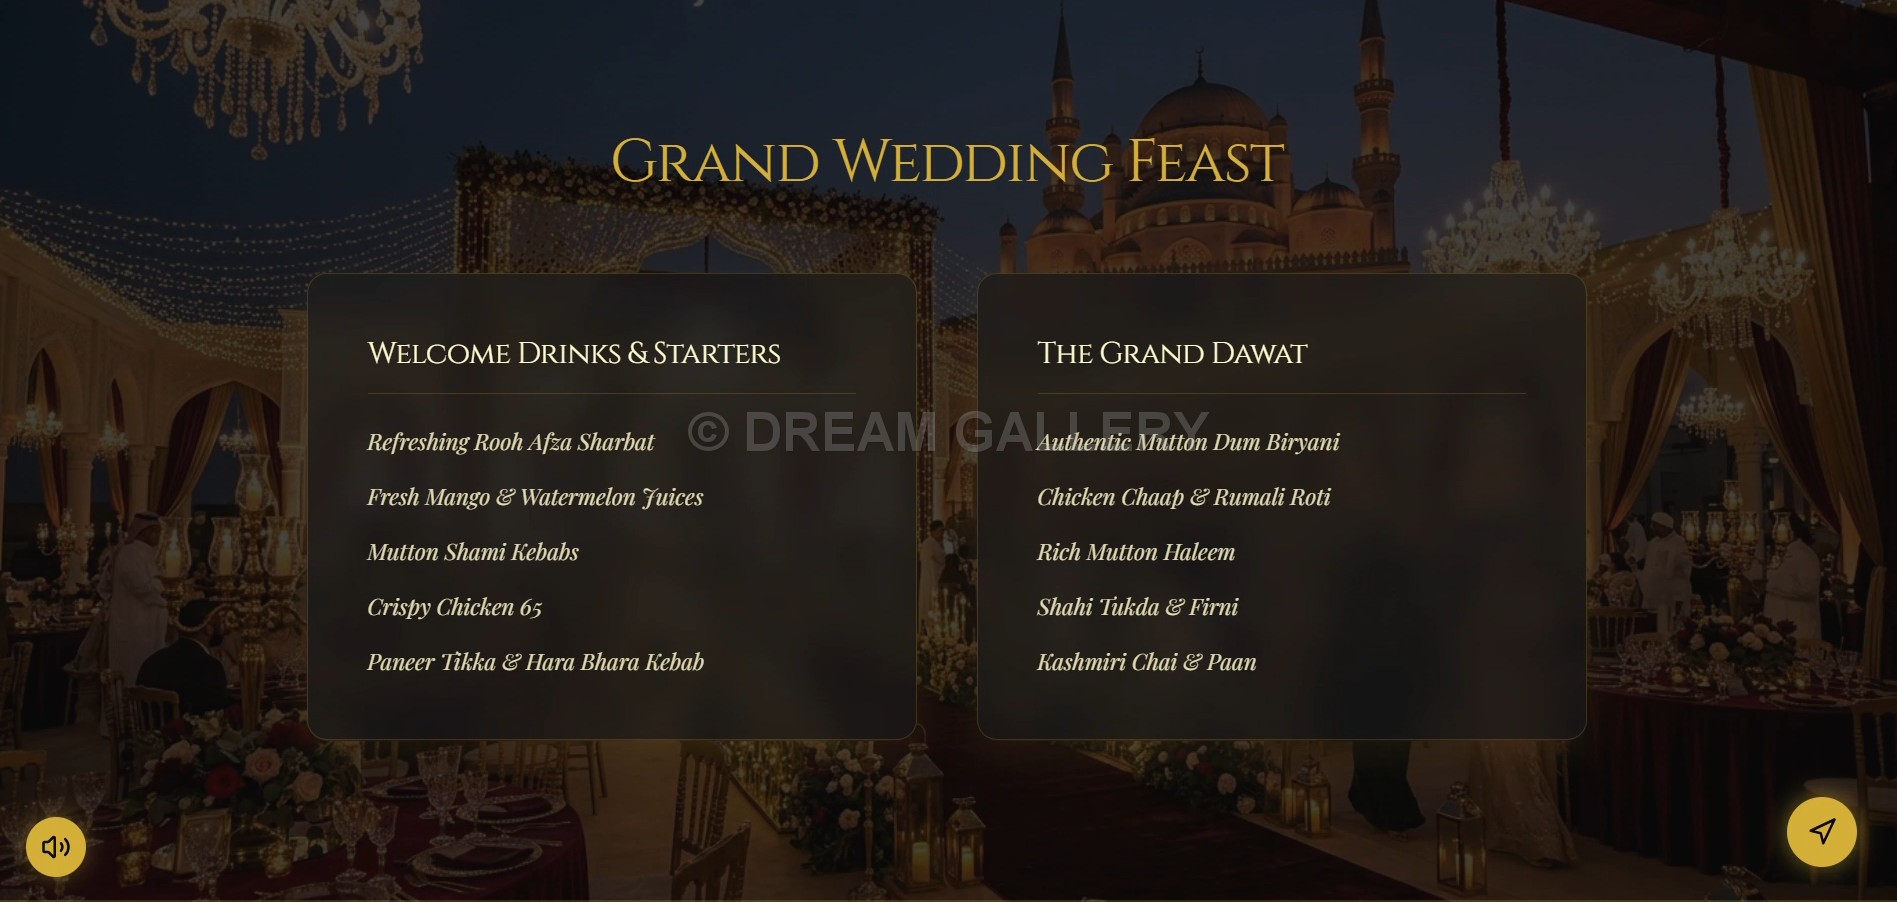 Grand Wedding Feast
Welcome Drinks & Starters
Refreshing Rooh Afza Sharbat
Fresh Mango & Watermelon Juices
Mutton Shami Kebabs
Crispy Chicken 65
Paneer Tikka & Hara Bhara Kebab
The Grand Dawat
Authentic Mutton Dum Biryani
Chicken Chaap & Rumali Roti
Rich Mutton Haleem
Shahi Tukda & Firni
Kashmiri Chai & Paan
© DREAM GALLERY